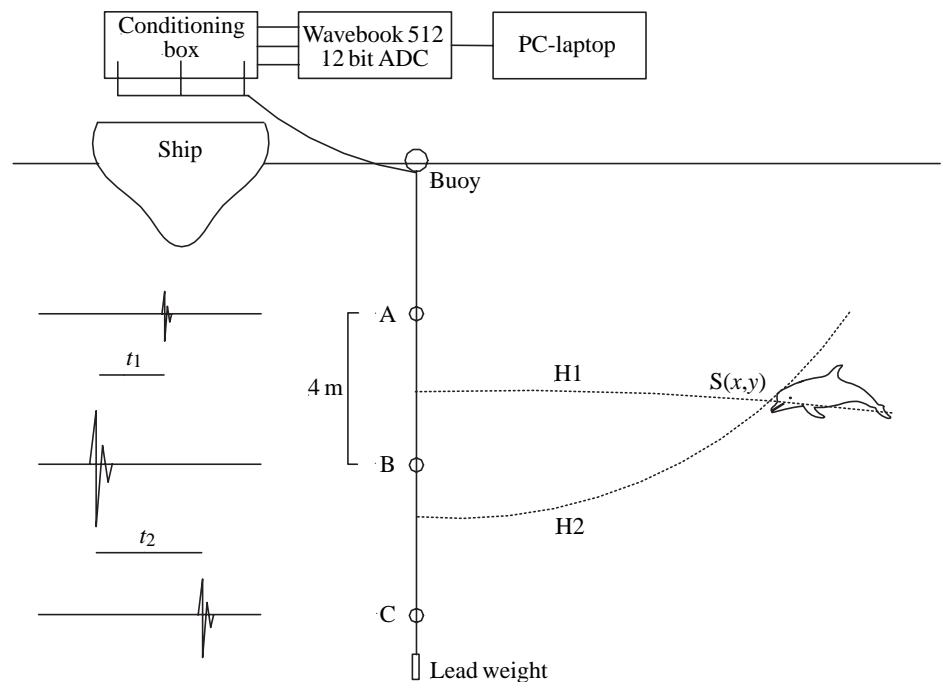 Conditioning
box
Wavebook 512
12 bit ADC
PC-laptop
Ship
Buoy
A
t1
4 m
H1
S(x,y)
B
H2
t2
C
Lead weight